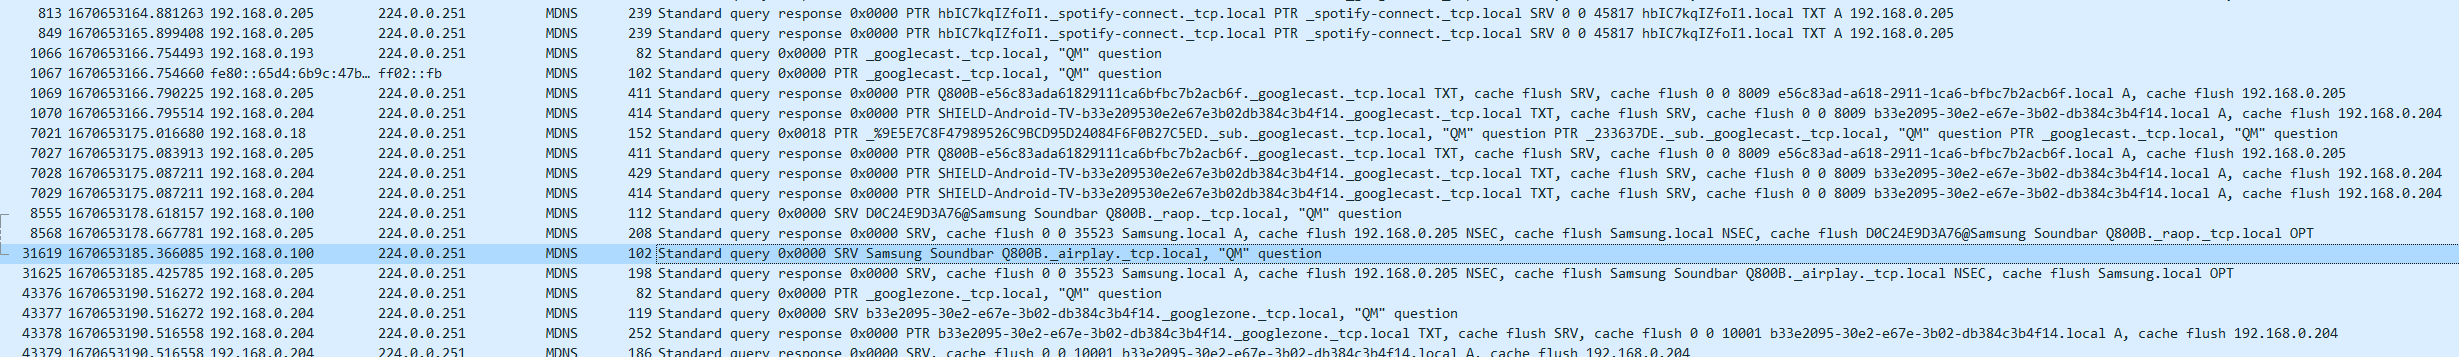 813 1670653164.881263 192.168.0.205 224.0.0.251 MDNS 239 Standard query response 0x0000 PTR hbIC7kqIZfoI1._spotify-connect._tcp.local PTR _spotify-connect._tcp.local SRV 0 0 45817 hbIC7kqIZfoI1.local TXT A 192.168.0.205
849 1670653165.899408 192.168.0.205 224.0.0.251 MDNS 239 Standard query response 0x0000 PTR hbIC7kqIZfoI1._spotify-connect._tcp.local PTR _spotify-connect._tcp.local SRV 0 0 45817 hbIC7kqIZfoI1.local TXT A 192.168.0.205
1066 1670653166.754493 192.168.0.193 224.0.0.251 MDNS 82 Standard query 0x0000 PTR _googlecast._tcp.local, "QM" question
1067 1670653166.754660 fe80::65d4:6b9c:47b… ff02::fb MDNS 102 Standard query 0x0000 PTR _googlecast._tcp.local, "QM" question
1069 1670653166.790225 192.168.0.205 224.0.0.251 MDNS 411 Standard query response 0x0000 PTR Q800B-e56c83ada61829111ca6bfbc7b2acb6f._googlecast._tcp.local TXT, cache flush SRV, cache flush 0 0 8009 e56c83ad-a618-2911-1ca6-bfbc7b2acb6f.local A, cache flush 192.168.0.205
1070 1670653166.795514 192.168.0.204 224.0.0.251 MDNS 414 Standard query response 0x0000 PTR SHIELD-Android-TV-b33e209530e2e67e3b02db384c3b4f14._googlecast._tcp.local TXT, cache flush SRV, cache flush 0 0 8009 b33e2095-30e2-e67e-3b02-db384c3b4f14.local A, cache flush 192.168.0.204
7021 1670653175.016680 192.168.0.18 224.0.0.251 MDNS 152 Standard query 0x0018 PTR _%9E5E7C8F47989526C9BCD95D24084F6F0B27C5ED._sub._googlecast._tcp.local, "QM" question PTR _233637DE._sub._googlecast._tcp.local, "QM" question PTR _googlecast._tcp.local, "QM" question
7027 1670653175.083913 192.168.0.205 224.0.0.251 MDNS 411 Standard query response 0x0000 PTR Q800B-e56c83ada61829111ca6bfbc7b2acb6f._googlecast._tcp.local TXT, cache flush SRV, cache flush 0 0 8009 e56c83ad-a618-2911-1ca6-bfbc7b2acb6f.local A, cache flush 192.168.0.205
7028 1670653175.087211 192.168.0.204 224.0.0.251 MDNS 429 Standard query response 0x0000 PTR SHIELD-Android-TV-b33e209530e2e67e3b02db384c3b4f14._googlecast._tcp.local TXT, cache flush SRV, cache flush 0 0 8009 b33e2095-30e2-e67e-3b02-db384c3b4f14.local A, cache flush 192.168.0.204
7029 1670653175.087211 192.168.0.204 224.0.0.251 MDNS 414 Standard query response 0x0000 PTR SHIELD-Android-TV-b33e209530e2e67e3b02db384c3b4f14._googlecast._tcp.local TXT, cache flush SRV, cache flush 0 0 8009 b33e2095-30e2-e67e-3b02-db384c3b4f14.local A, cache flush 192.168.0.204
8555 1670653178.618157 192.168.0.100 224.0.0.251 MDNS 112 Standard query 0x0000 SRV D0C24E9D3A76@Samsung Soundbar Q800B._raop._tcp.local, "QM" question
8568 1670653178.667781 192.168.0.205 224.0.0.251 MDNS 208 Standard query response 0x0000 SRV, cache flush 0 0 35523 Samsung.local A, cache flush 192.168.0.205 NSEC, cache flush Samsung.local NSEC, cache flush D0C24E9D3A76@Samsung Soundbar Q800B._raop._tcp.local OPT
31619 1670653185.366085 192.168.0.100 224.0.0.251 MDNS 102 Standard query 0x0000 SRV Samsung Soundbar Q800B._airplay._tcp.local, "QM" question
31625 1670653185.425785 192.168.0.205 224.0.0.251 MDNS 198 Standard query response 0x0000 SRV, cache flush 0 0 35523 Samsung.local A, cache flush 192.168.0.205 NSEC, cache flush Samsung Soundbar Q800B._airplay._tcp.local NSEC, cache flush Samsung.local OPT
43376 1670653190.516272 192.168.0.204 224.0.0.251 MDNS 82 Standard query 0x0000 PTR _googlezone._tcp.local, "QM" question
43377 1670653190.516272 192.168.0.204 224.0.0.251 MDNS 119 Standard query 0x0000 SRV b33e2095-30e2-e67e-3b02-db384c3b4f14._googlezone._tcp.local, "QM" question
43378 1670653190.516558 192.168.0.204 224.0.0.251 MDNS 252 Standard query response 0x0000 PTR b33e2095-30e2-e67e-3b02-db384c3b4f14._googlezone._tcp.local TXT, cache flush SRV, cache flush 0 0 10001 b33e2095-30e2-e67e-3b02-db384c3b4f14.local A, cache flush 192.168.0.204
43379 1670653190.516558 192.168.0.204 224.0.0.251 MDNS 186 Standard query response 0x0000 SRV, cache flush 0 0 10001 b33e2095-30e2-e67e-3b02-db384c3b4f14.local A, cache flush 192.168.0.204